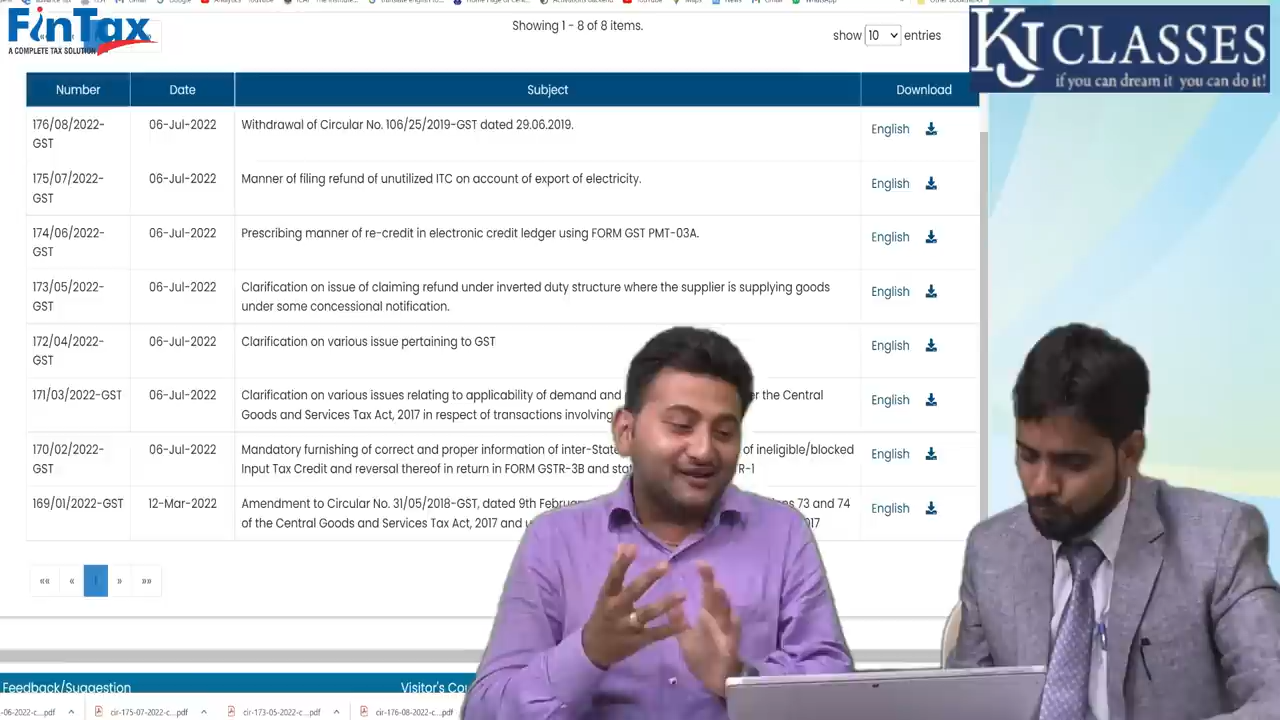 FinTax
A COMPLETE TAX SOLUTION
Showing 1 - 8 of 8 items.
show 10 entries
KJ CLASSES
if you can dream it you can do it!
Number Date Subject Download
176/08/2022-
GST
06-Jul-2022
Withdrawal of Circular No. 106/25/2019-GST dated 29.06.2019.
English
175/07/2022-
GST
06-Jul-2022
Manner of filing refund of unutilized ITC on account of export of electricity.
English
174/06/2022-
GST
06-Jul-2022
Prescribing manner of re-credit in electronic credit ledger using FORM GST PMT-03A.
English
173/05/2022-
GST
06-Jul-2022
Clarification on issue of claiming refund under inverted duty structure where the supplier is supplying goods
under some concessional notification.
English
172/04/2022-
GST
06-Jul-2022
Clarification on various issue pertaining to GST
English
171/03/2022-GST
06-Jul-2022
Clarification on various issues relating to applicability of demand and the Central
Goods and Services Tax Act, 2017 in respect of transactions involving
English
170/02/2022-
GST
06-Jul-2022
Mandatory furnishing of correct and proper information of inter-State of ineligible/blocked
Input Tax Credit and reversal thereof in return in FORM GSTR-3B and
English
169/01/2022-GST
12-Mar-2022
Amendment to Circular No. 31/05/2018-GST, dated 9th 73 and 74
of the Central Goods and Services Tax Act, 2017 and
English
«« « 1 » »»
Feedback/Suggestion Visitor's
-06-2022-c...pdf cir-175-07-2022-c...pdf cir-173-05-2022-c...pdf cir-176-08-2022-c...pdf